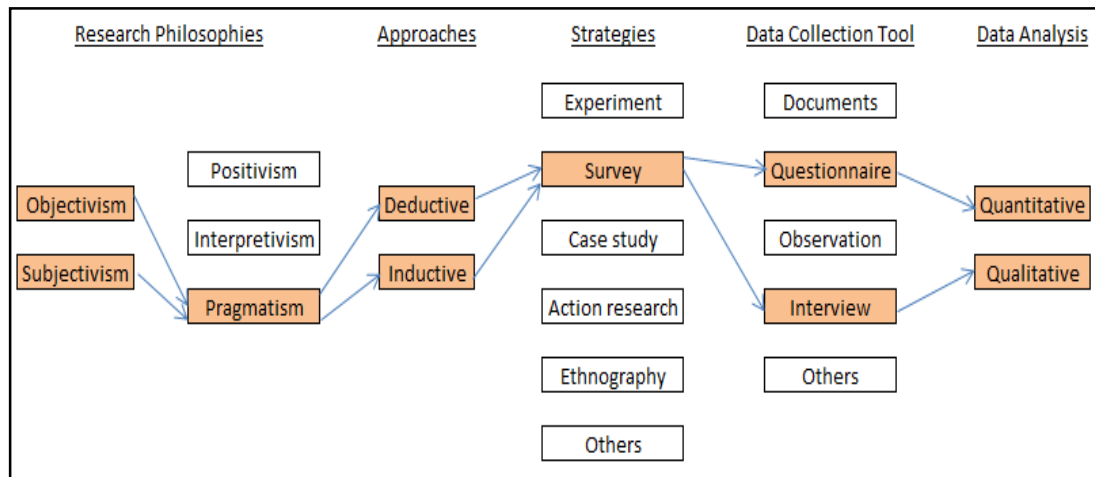 Research Philosophies Approaches Strategies Data Collection Tool Data Analysis
Experiment Documents
Positivism Survey Questionnaire
Objectivism Deductive Quantitative
Interpretivism Case study Observation
Subjectivism Inductive Qualitative
Pragmatism Action research Interview
Ethnography Others
Others